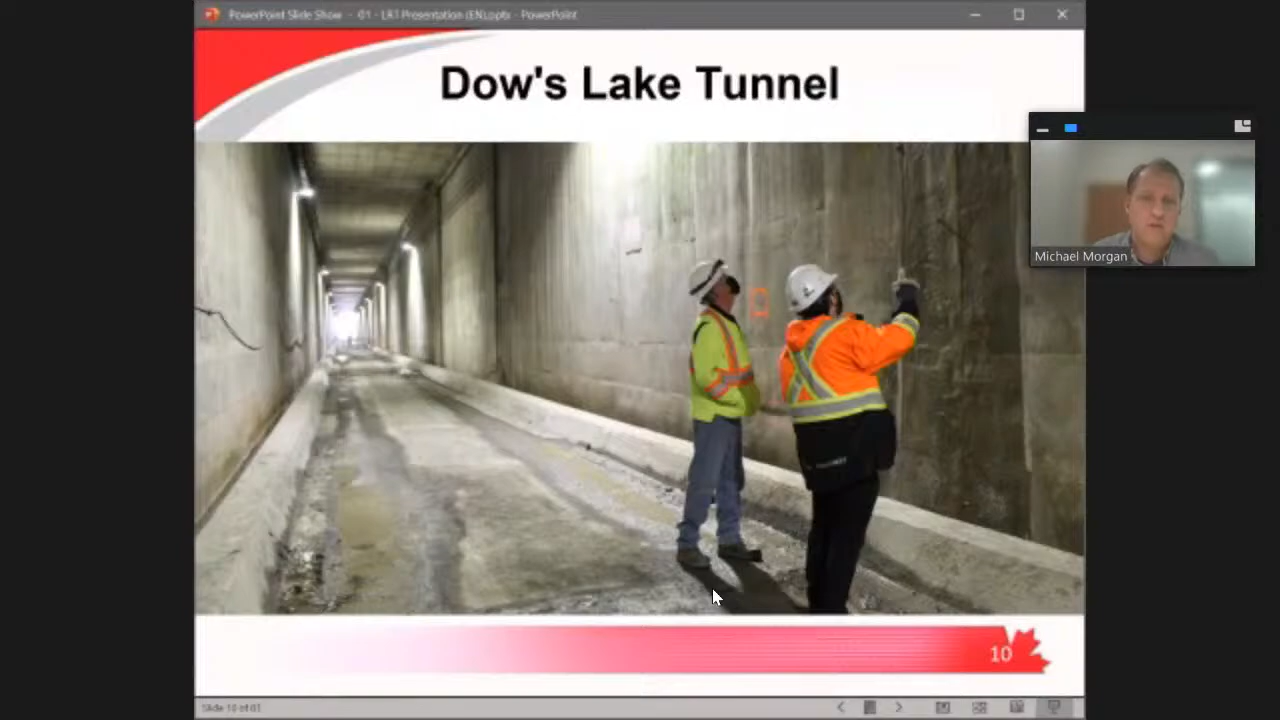 PowerPoint Slide Show - 01 - LRT Presentation (EN).pptx - PowerPoint
Dow's Lake Tunnel
Michael Morgan
10
Slide 10 of 61